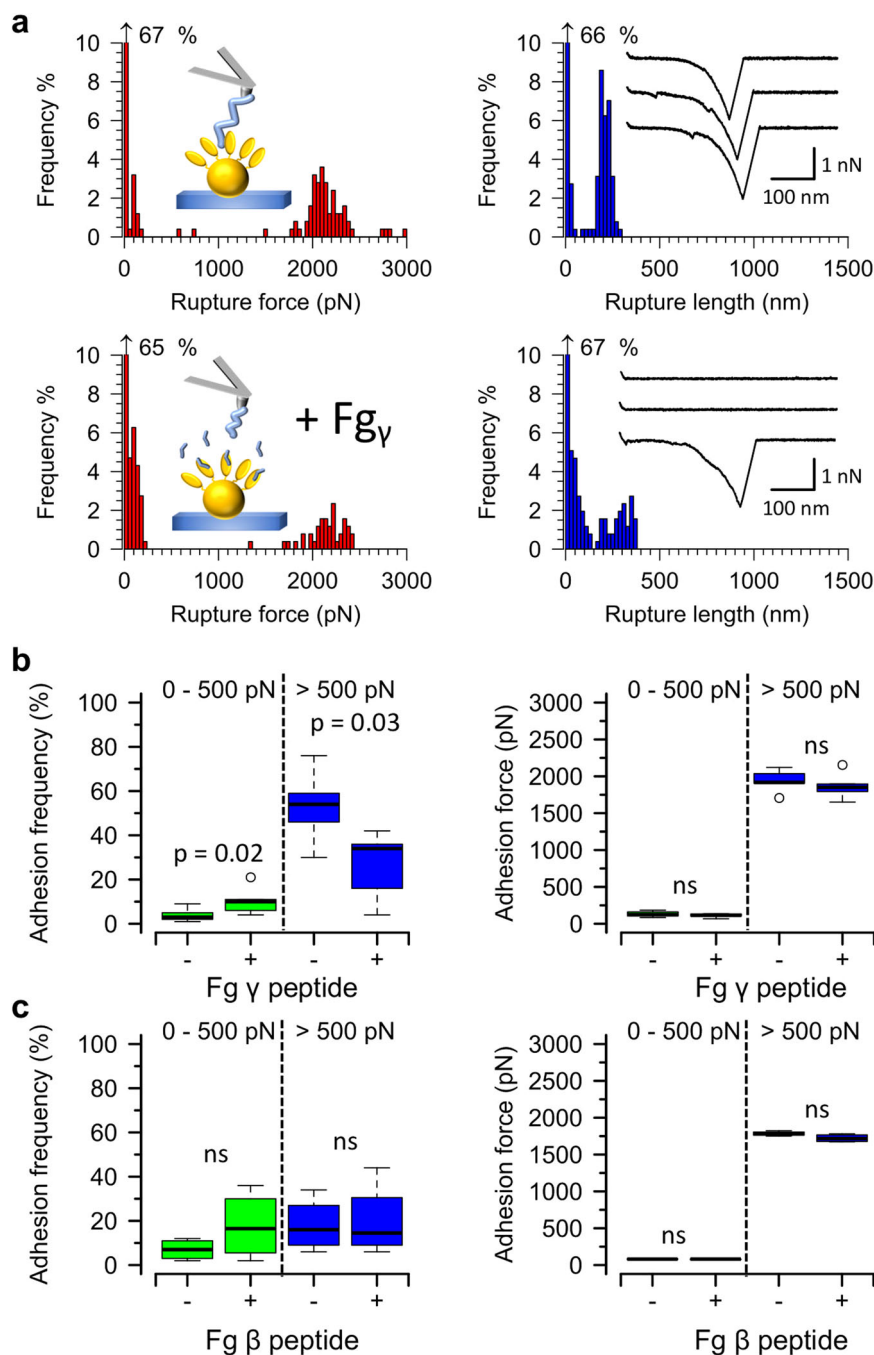 a
67 %
10
8
6
4
2
0
Frequency %
0 1000 2000 3000
Rupture force (pN)
66 %
10
8
6
4
2
0
Frequency %
1 nN
100 nm
0 500 1000 1500
Rupture length (nm)
65 %
10
8
6
4
2
0
Frequency %
+ Fgγ
0 1000 2000 3000
Rupture force (pN)
67 %
10
8
6
4
2
0
Frequency %
1 nN
100 nm
0 500 1000 1500
Rupture length (nm)
b
Adhesion frequency (%)
100
80
60
40
20
0
0 - 500 pN > 500 pN
p = 0.03
p = 0.02
- + - +
Fg γ peptide
Adhesion force (pN)
3000
2500
2000
1500
1000
500
0
0 - 500 pN > 500 pN
ns
ns
- + - +
Fg γ peptide
c
Adhesion frequency (%)
100
80
60
40
20
0
0 - 500 pN > 500 pN
ns ns
- + - +
Fg β peptide
Adhesion force (pN)
3000
2500
2000
1500
1000
500
0
0 - 500 pN > 500 pN
ns
ns
- + - +
Fg β peptide